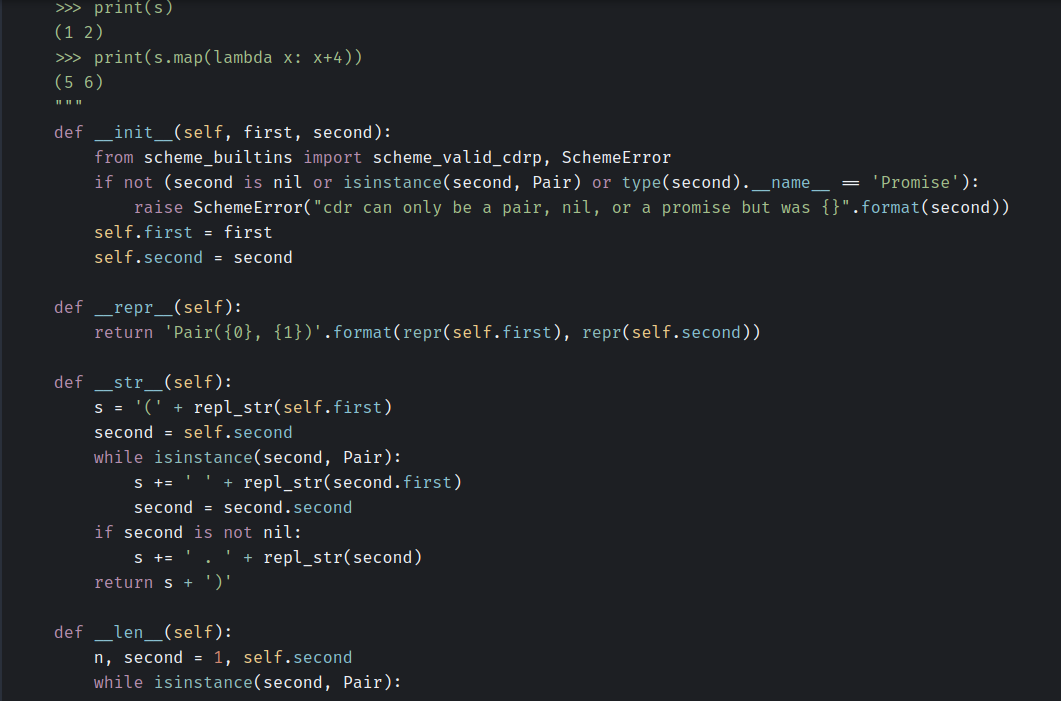 >>> print(s)
(1 2)
>>> print(s.map(lambda x: x+4))
(5 6)
"""
def __init__(self, first, second):
    from scheme_builtins import scheme_valid_cdrp, SchemeError
    if not (second is nil or isinstance(second, Pair) or type(second).__name__ == 'Promise'):
        raise SchemeError("cdr can only be a pair, nil, or a promise but was {}".format(second))
    self.first = first
    self.second = second

def __repr__(self):
    return 'Pair({0}, {1})'.format(repr(self.first), repr(self.second))

def __str__(self):
    s = '(' + repl_str(self.first)
    second = self.second
    while isinstance(second, Pair):
        s += ' ' + repl_str(second.first)
        second = second.second
    if second is not nil:
        s += ' . ' + repl_str(second)
    return s + ')'

def __len__(self):
    n, second = 1, self.second
    while isinstance(second, Pair):